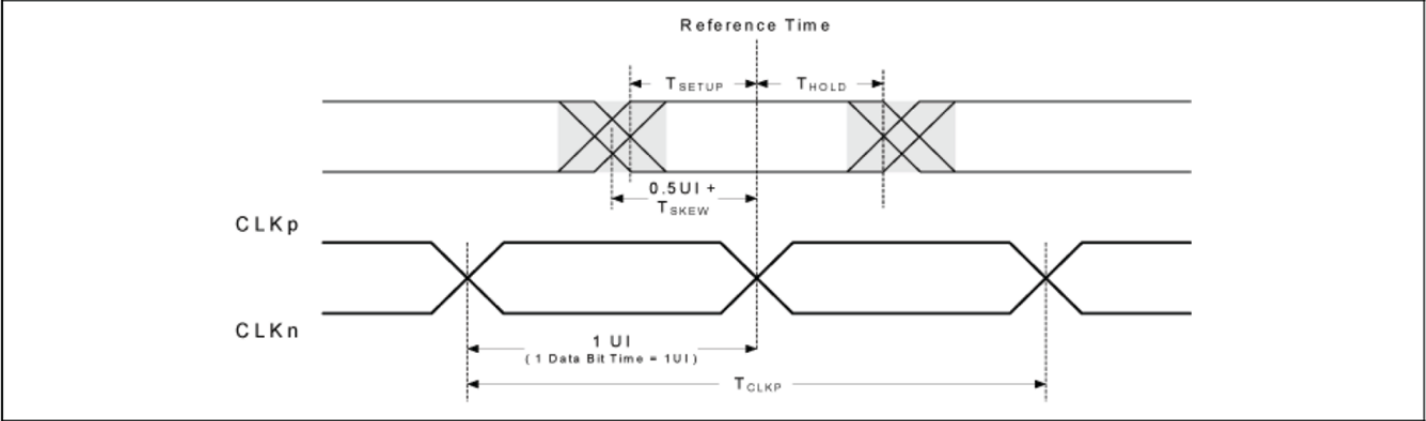 Reference Time
TSETUP
THOLD
0.5UI +
TSKEW
CLKp
CLKn
1 UI
( 1 Data Bit Time = 1UI )
TCLKP